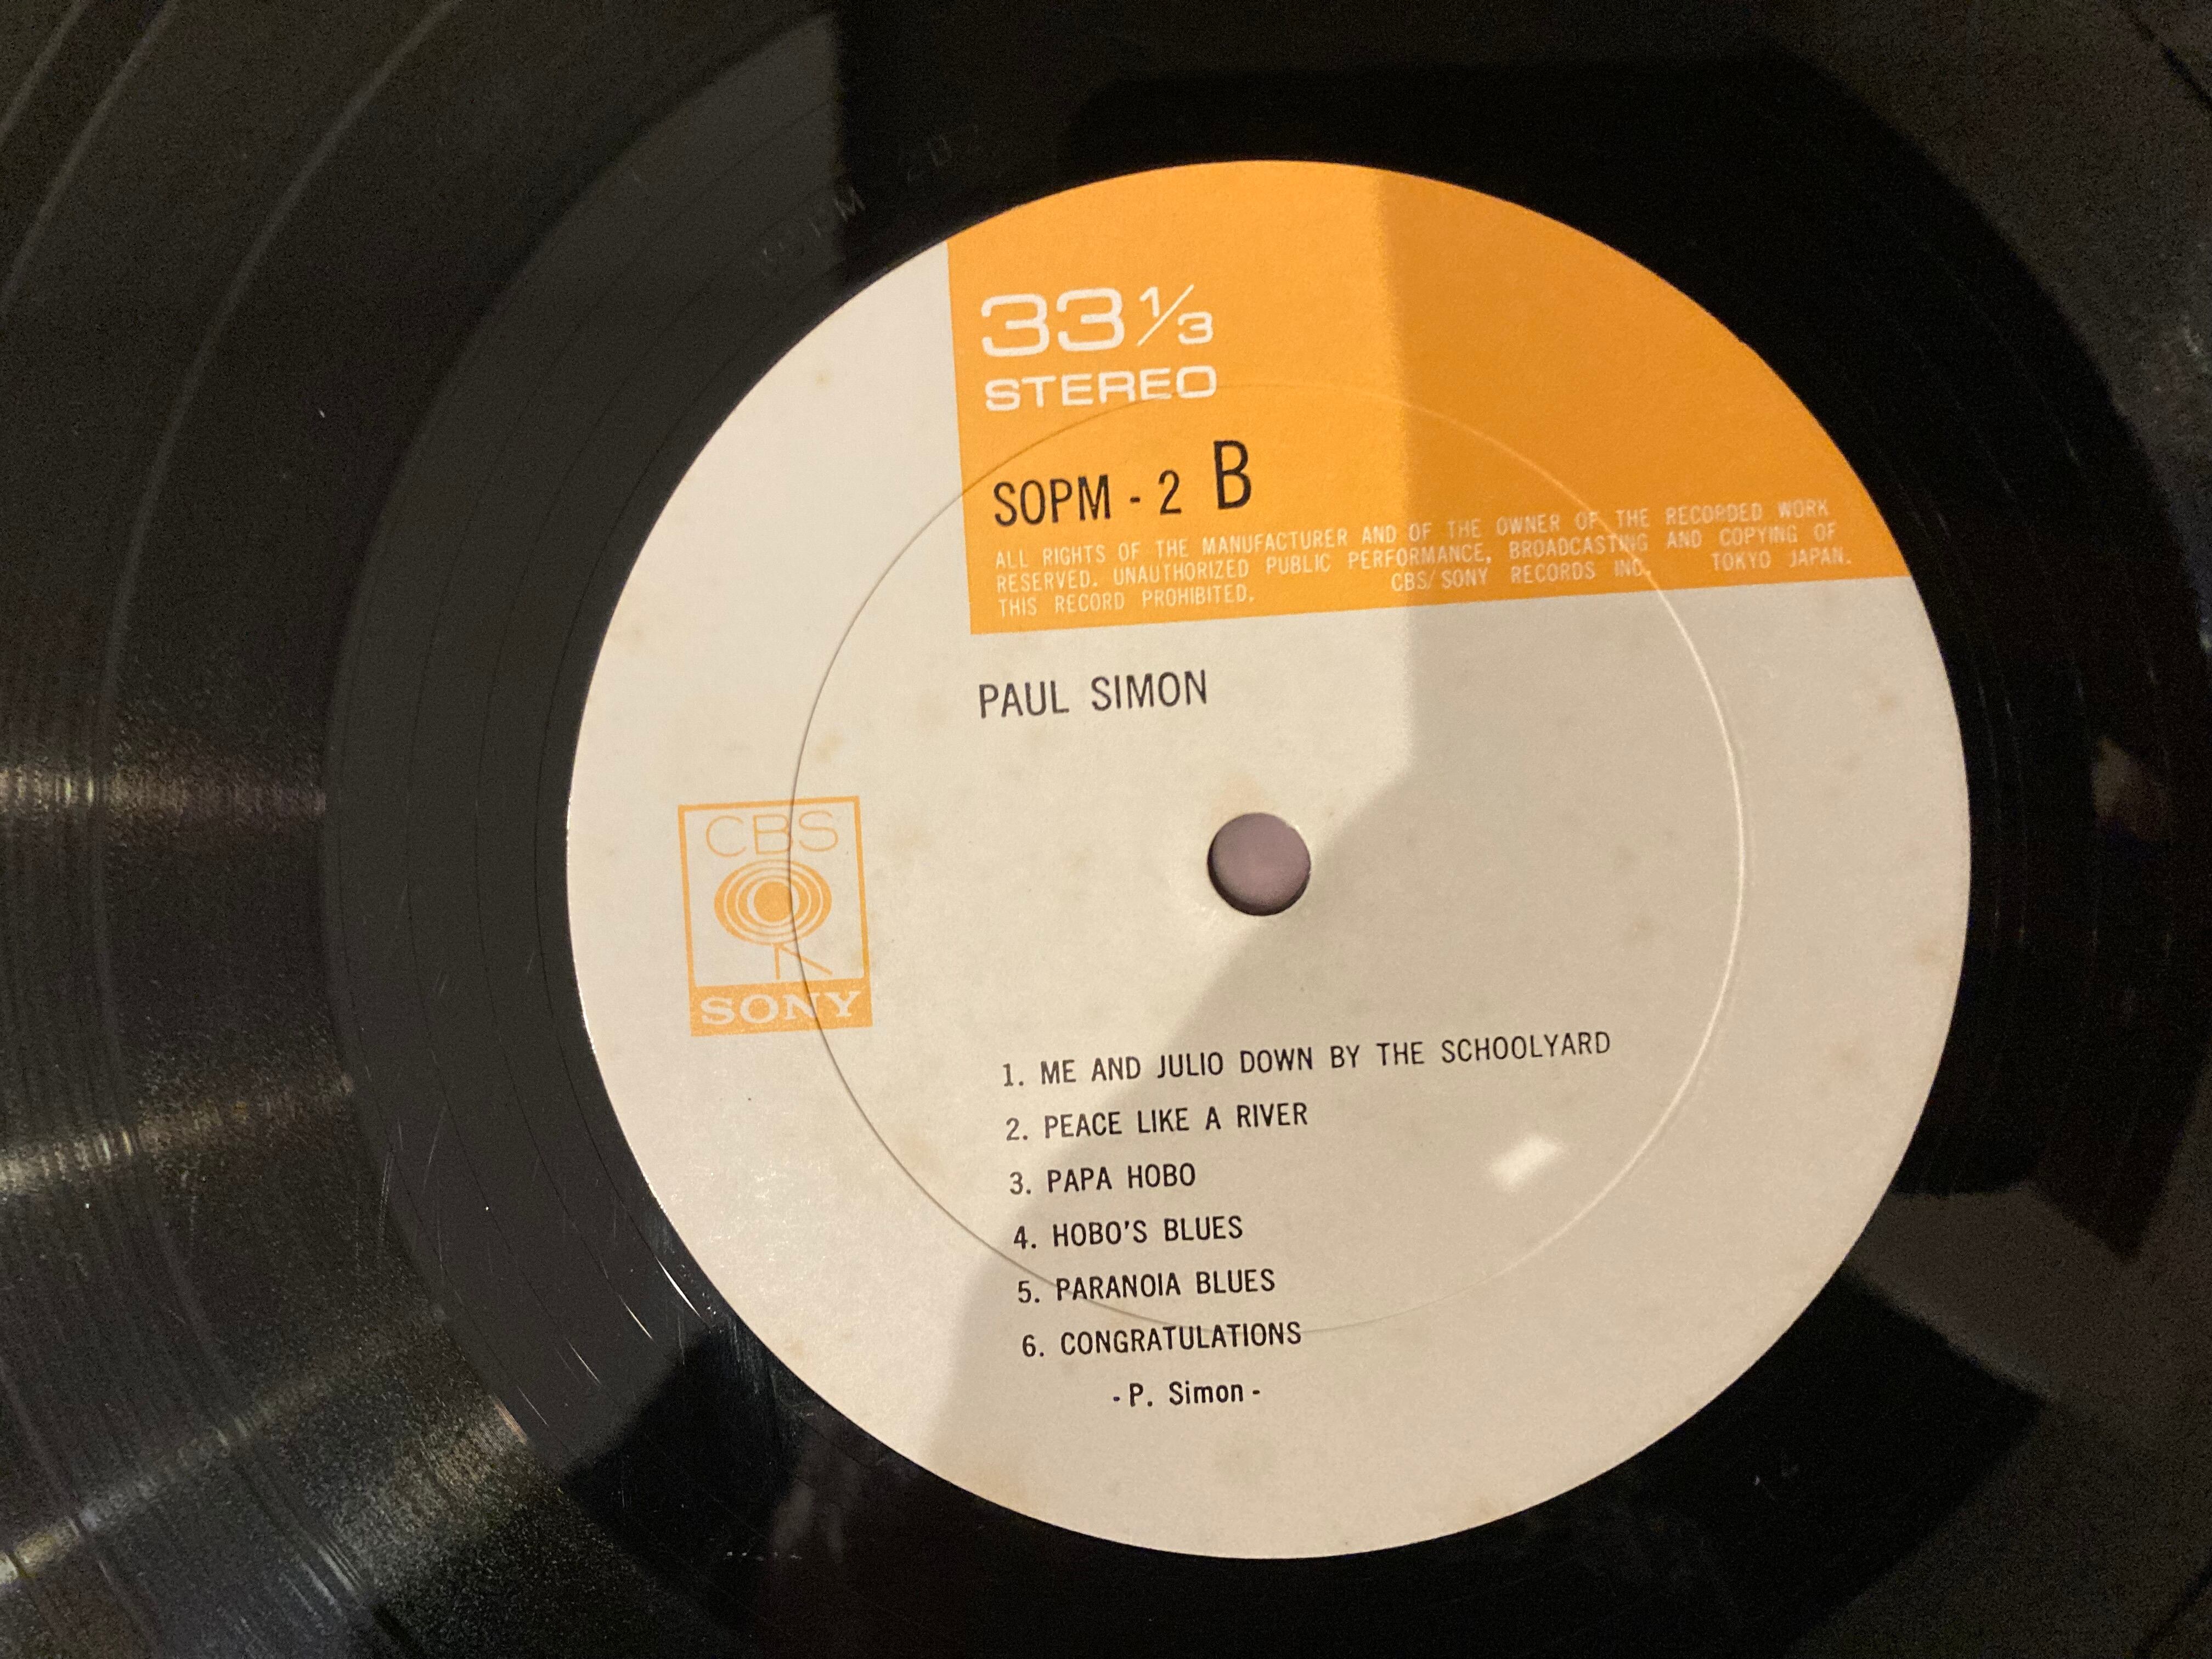 33 1/3
STEREO
SOPM - 2 B
ALL RIGHTS OF THE MANUFACTURER AND OF THE OWNER OF THE RECORDED WORK
RESERVED. UNAUTHORIZED PUBLIC PERFORMANCE, BROADCASTING AND COPYING OF
THIS RECORD PROHIBITED. CBS/SONY RECORDS INC. TOKYO JAPAN.
PAUL SIMON
CBS
SONY
1. ME AND JULIO DOWN BY THE SCHOOLYARD
2. PEACE LIKE A RIVER
3. PAPA HOBO
4. HOBO'S BLUES
5. PARANOIA BLUES
6. CONGRATULATIONS
- P. Simon -